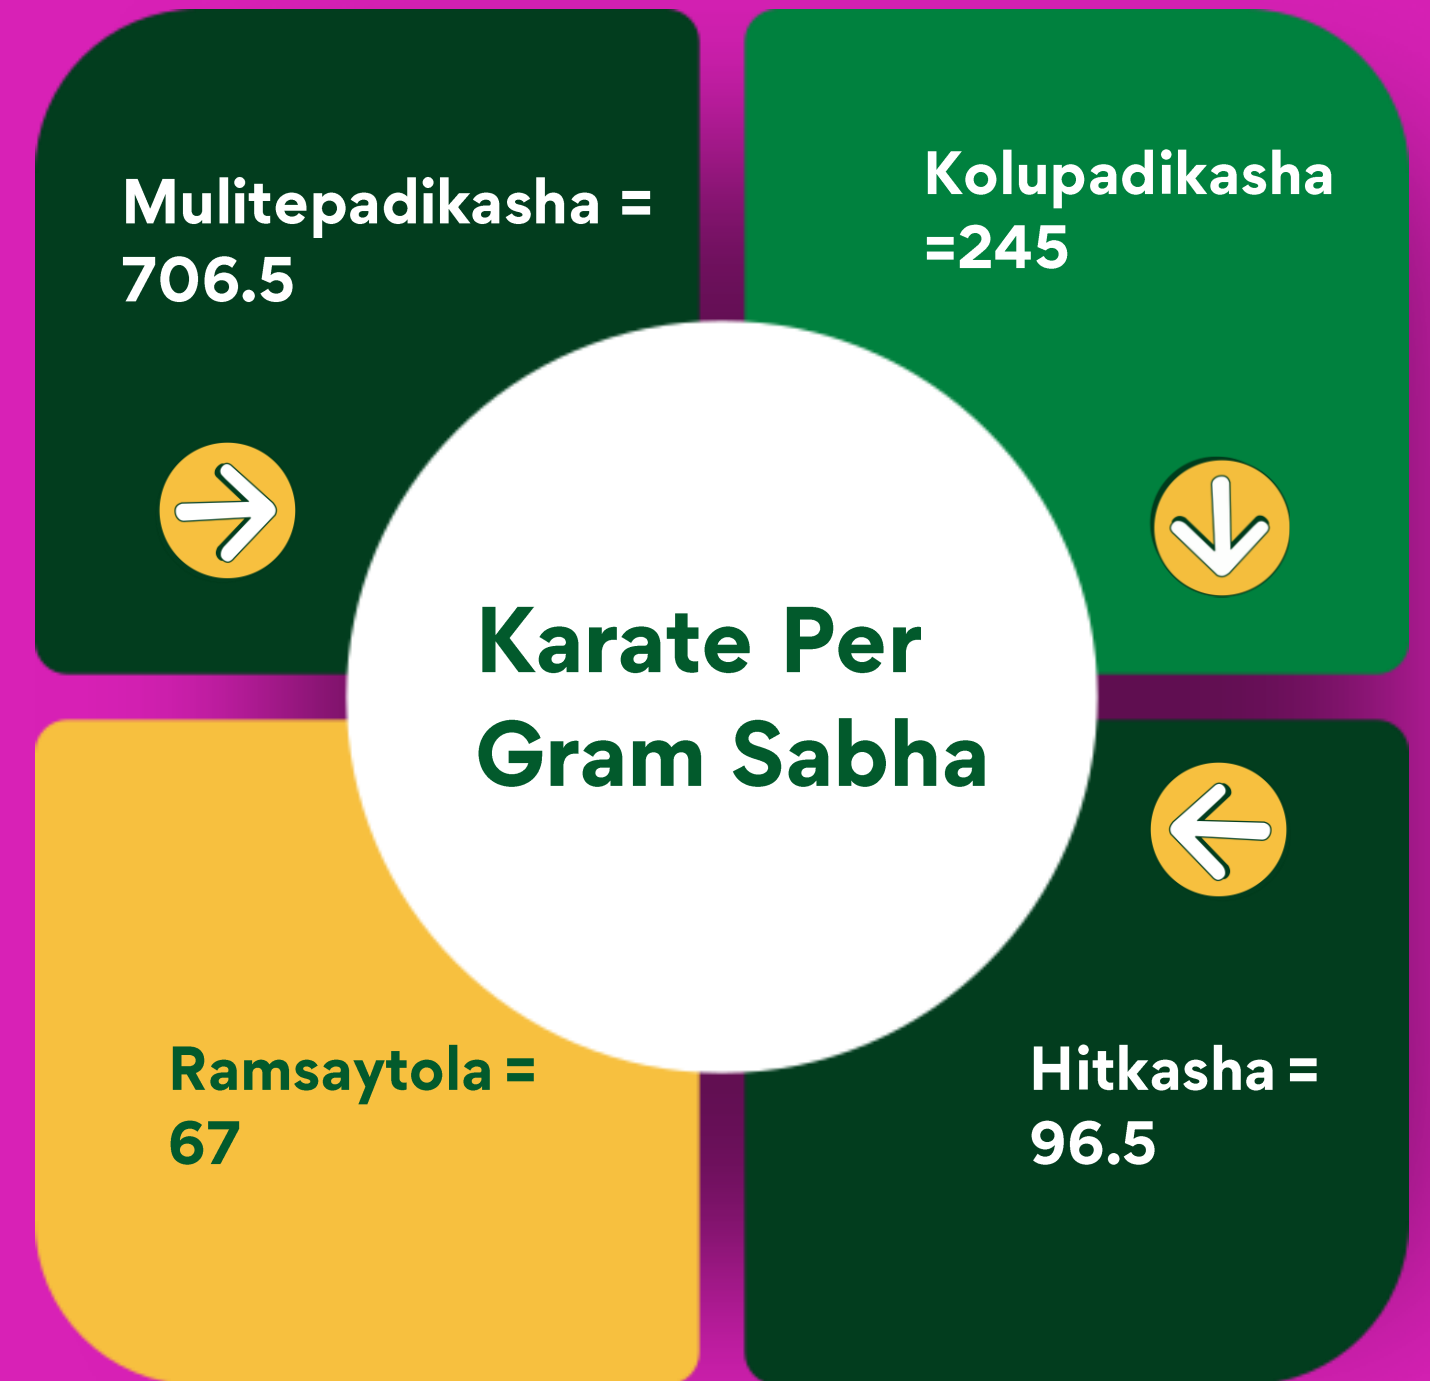 Mulitepadikasha =
706.5
Kolupadikasha
=245
Karate Per
Gram Sabha
Ramsaytola =
67
Hitkasha =
96.5